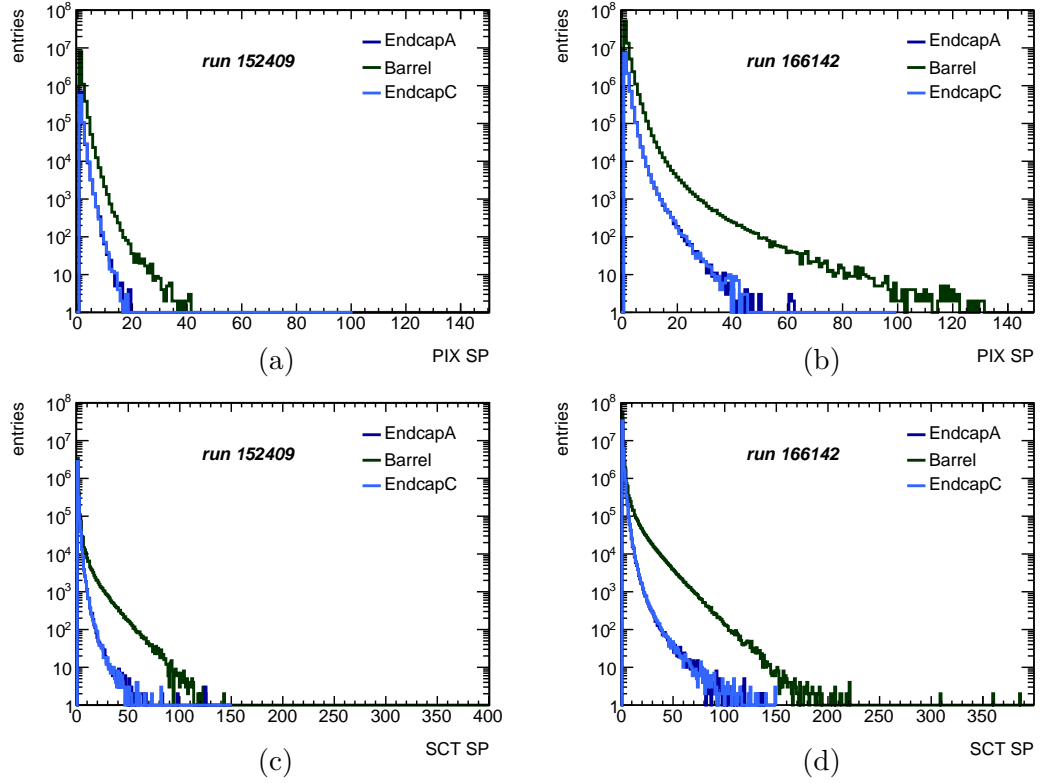 entries
10^8
10^7
10^6
10^5
10^4
10^3
10^2
10
1
run 152409
EndcapA
Barrel
EndcapC
0 20 40 60 80 100 120 140
PIX SP
(a)
entries
10^8
10^7
10^6
10^5
10^4
10^3
10^2
10
1
run 166142
EndcapA
Barrel
EndcapC
0 20 40 60 80 100 120 140
PIX SP
(b)
entries
10^8
10^7
10^6
10^5
10^4
10^3
10^2
10
1
run 152409
EndcapA
Barrel
EndcapC
0 50 100 150 200 250 300 350 400
SCT SP
(c)
entries
10^8
10^7
10^6
10^5
10^4
10^3
10^2
10
1
run 166142
EndcapA
Barrel
EndcapC
0 50 100 150 200 250 300 350
SCT SP
(d)